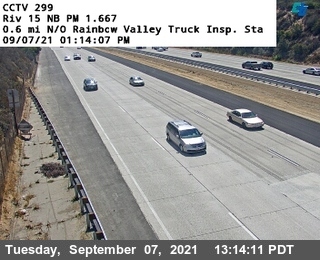 CCTV 299
Riv 15 NB PM 1.667
0.6 mi N/O Rainbcw Valley Truck Insp. Sta
09/07/21 01:14:07 PM
Tuesday, September 07, 2021 13:14:11 PDT